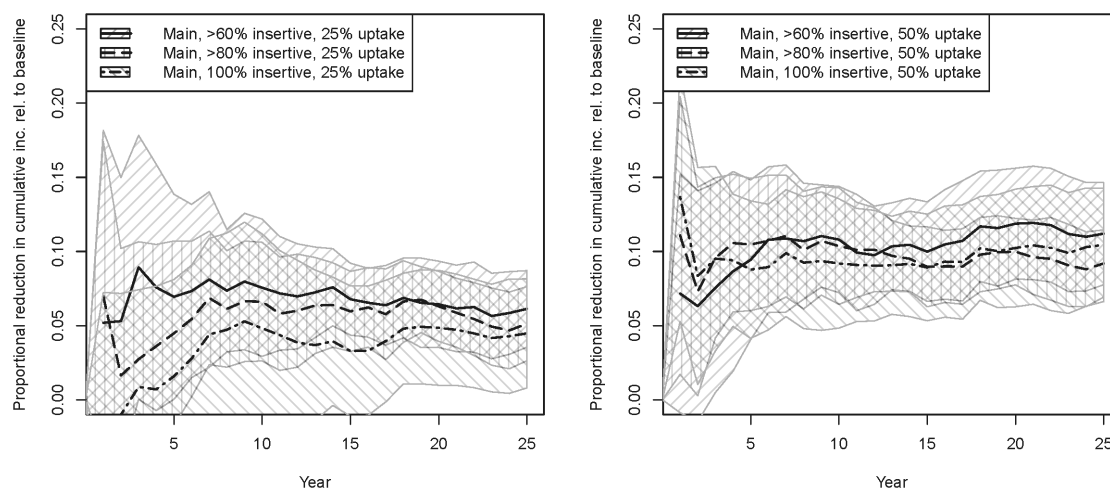 Main, >60% insertive, 25% uptake
Main, >80% insertive, 25% uptake
Main, 100% insertive, 25% uptake
Proportional reduction in cumulative inc. rel. to baseline
0.25
0.20
0.15
0.10
0.05
0.00
5
10
15
20
25
Year
Main, >60% insertive, 50% uptake
Main, >80% insertive, 50% uptake
Main, 100% insertive, 50% uptake
Proportional reduction in cumulative inc. rel. to baseline
0.25
0.20
0.15
0.10
0.05
0.00
5
10
15
20
25
Year